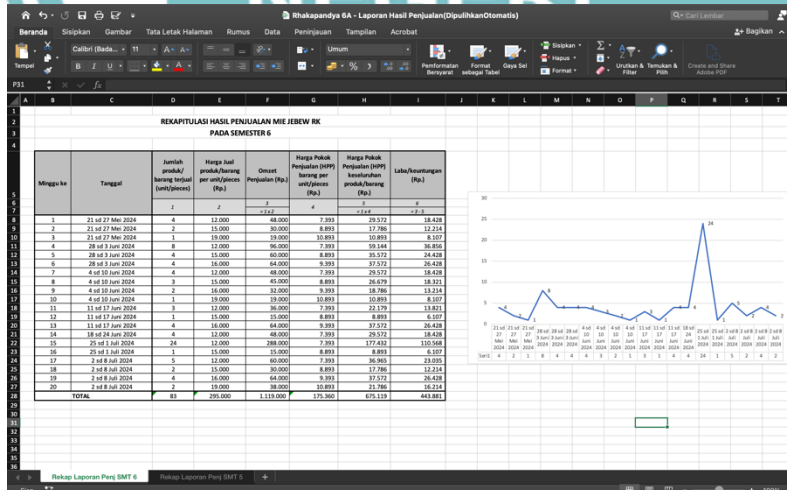 Rhakapandya 6A - Laporan Hasil Penjualan(DipulihkanOtomatis)
Cari Lembar
Beranda Sisipkan Gambar Tata Letak Halaman Rumus Data Peninjauan Tampilan Acrobat Bagikan
Tempel Calibri (Bada... 11 A A Umum Pemformatan Bersyarat Format sebagai Tabel Gaya Sel Sisipkan Hapus Format Urutkan & Filter Temukan & Pilih Create and Share Adobe PDF
B I U % )
P31 fx
A B C D E F G H I J K L M N O P Q R S T
REKAPITULASI HASIL PENJUALAN MIE JEBEW RK
PADA SEMESTER 6
Minggu ke Tanggal Jumlah produk/ barang terjual (unit/pieces) Harga Jual produk/barang per unit/pieces (Rp.) Omzet Penjualan (Rp.) Harga Pokok Penjualan (HPP) barang per unit/pieces (Rp.) Harga Pokok Penjualan (HPP) keseluruhan produk/barang (Rp.) Laba/keuntungan (Rp.)
1 2 3 4 5 6
= 1 x 2 = 1 x 4 = 3 - 5
1 21 sd 27 Mei 2024 4 12.000 48.000 7.393 29.572 18.428
2 21 sd 27 Mei 2024 2 15.000 30.000 8.893 17.786 12.214
3 21 sd 27 Mei 2024 1 19.000 19.000 10.893 10.893 8.107
4 28 sd 3 Juni 2024 8 12.000 96.000 7.393 59.144 36.856
5 28 sd 3 Juni 2024 4 15.000 60.000 8.893 35.572 24.428
6 28 sd 3 Juni 2024 4 16.000 64.000 9.393 37.572 26.428
7 4 sd 10 Juni 2024 4 12.000 48.000 7.393 29.572 18.428
8 4 sd 10 Juni 2024 3 15.000 45.000 8.893 26.679 18.321
9 4 sd 10 Juni 2024 2 16.000 32.000 9.393 18.786 13.214
10 4 sd 10 Juni 2024 1 19.000 19.000 10.893 10.893 8.107
11 11 sd 17 Juni 2024 3 12.000 36.000 7.393 22.179 13.821
12 11 sd 17 Juni 2024 1 15.000 15.000 8.893 8.893 6.107
13 11 sd 17 Juni 2024 4 16.000 64.000 9.393 37.572 26.428
14 18 sd 24 Juni 2024 4 12.000 48.000 7.393 29.572 18.428
15 25 sd 1 Juli 2024 24 12.000 288.000 7.393 177.432 110.568
16 25 sd 1 Juli 2024 1 15.000 15.000 8.893 8.893 6.107
17 2 sd 8 Juli 2024 5 12.000 60.000 7.393 36.965 23.035
18 2 sd 8 Juli 2024 2 15.000 30.000 8.893 17.786 12.214
19 2 sd 8 Juli 2024 4 16.000 64.000 9.393 37.572 26.428
20 2 sd 8 Juli 2024 2 19.000 38.000 10.893 21.786 16.214
TOTAL 83 295.000 1.119.000 175.360 675.119 443.881
30
25
20
15
10
5
0
Seri1 4 2 1 8 4 4 4 3 2 1 3 1 4 4 24 1 5 2 4 2
Rekap Laporan Penj SMT 6 Rekap Laporan Penj SMT 5 +